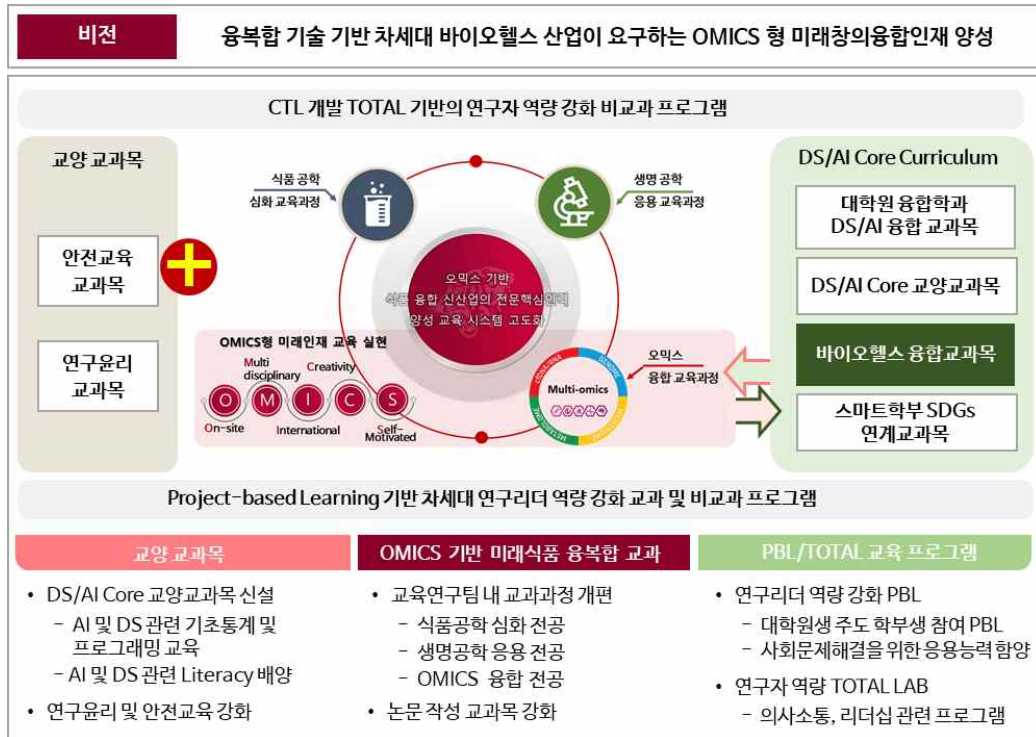 비전
융복합 기술 기반 차세대 바이오헬스 산업이 요구하는 OMICS 형 미래창의융합인재 양성
CTL 개발 TOTAL 기반의 연구자 역량 강화 비교과 프로그램
교양 교과목
안전교육
교과목
연구윤리
교과목
식품 공학
심화 교육과정
생명 공학
응용 교육과정
오믹스 기반
식품 융합 신산업의 전문핵심인력
양성 교육 시스템 고도화
OMICS형 미래인재 교육 실현
Multi
disciplinary
Creativity
O M I C S
On-site
International
Self-
Motivated
cfDNA/RNA
GENOME
METABOLOME
Multi-omics
오믹스
융합 교육과정
DS/AI Core Curriculum
대학원 융합학과
DS/AI 융합 교과목
DS/AI Core 교양교과목
바이오헬스 융합교과목
스마트학부 SDGs
연계교과목
Project-based Learning 기반 차세대 연구리더 역량 강화 교과 및 비교과 프로그램
교양 교과목
• DS/AI Core 교양교과목 신설
- AI 및 DS 관련 기초통계 및
프로그래밍 교육
- AI 및 DS 관련 Literacy 배양
• 연구윤리 및 안전교육 강화
OMICS 기반 미래식품 융복합 교과
• 교육연구팀 내 교과과정 개편
- 식품공학 심화 전공
- 생명공학 응용 전공
- OMICS 융합 전공
• 논문 작성 교과목 강화
PBL/TOTAL 교육 프로그램
• 연구리더 역량 강화 PBL
- 대학원생 주도 학부생 참여 PBL
- 사회문제해결을 위한 응용능력 함양
• 연구자 역량 TOTAL LAB
- 의사소통, 리더십 관련 프로그램